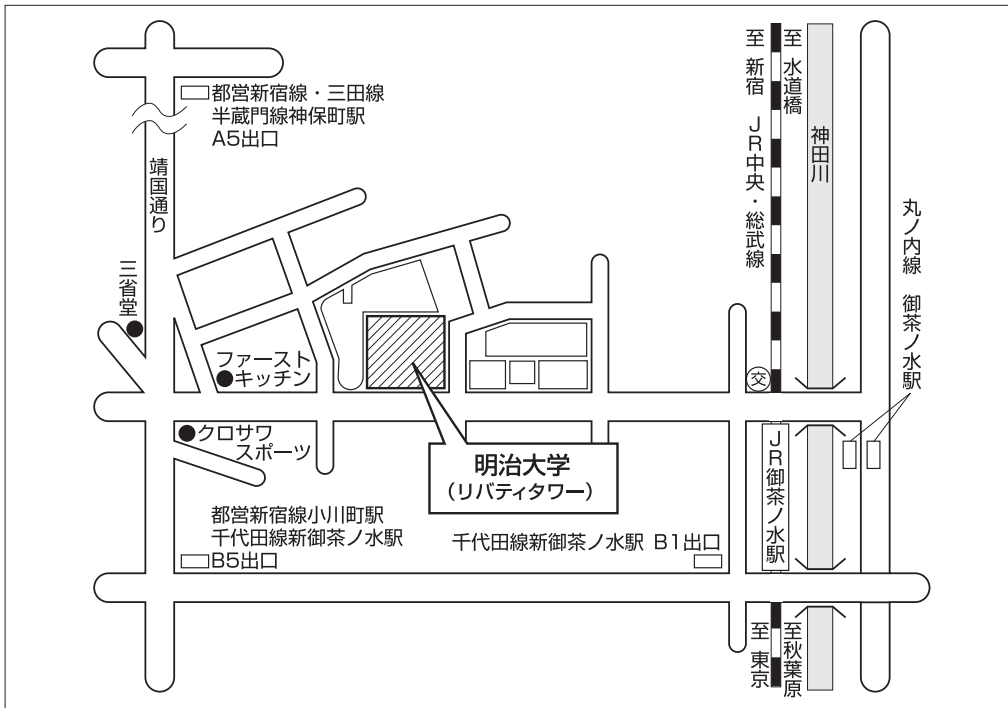 都営新宿線・三田線
半蔵門線神保町駅
A5出口
靖国通り
三省堂
ファースト
キッチン
クロサワ
スポーツ
明治大学
(リバティタワー)
都営新宿線小川町駅
千代田線新御茶ノ水駅
B5出口
千代田線新御茶ノ水駅 B1出口
至 新宿
至 水道橋
JR中央・総武線
神田川
丸ノ内線 御茶ノ水駅
交
JR御茶ノ水駅
至 東京
至秋葉原